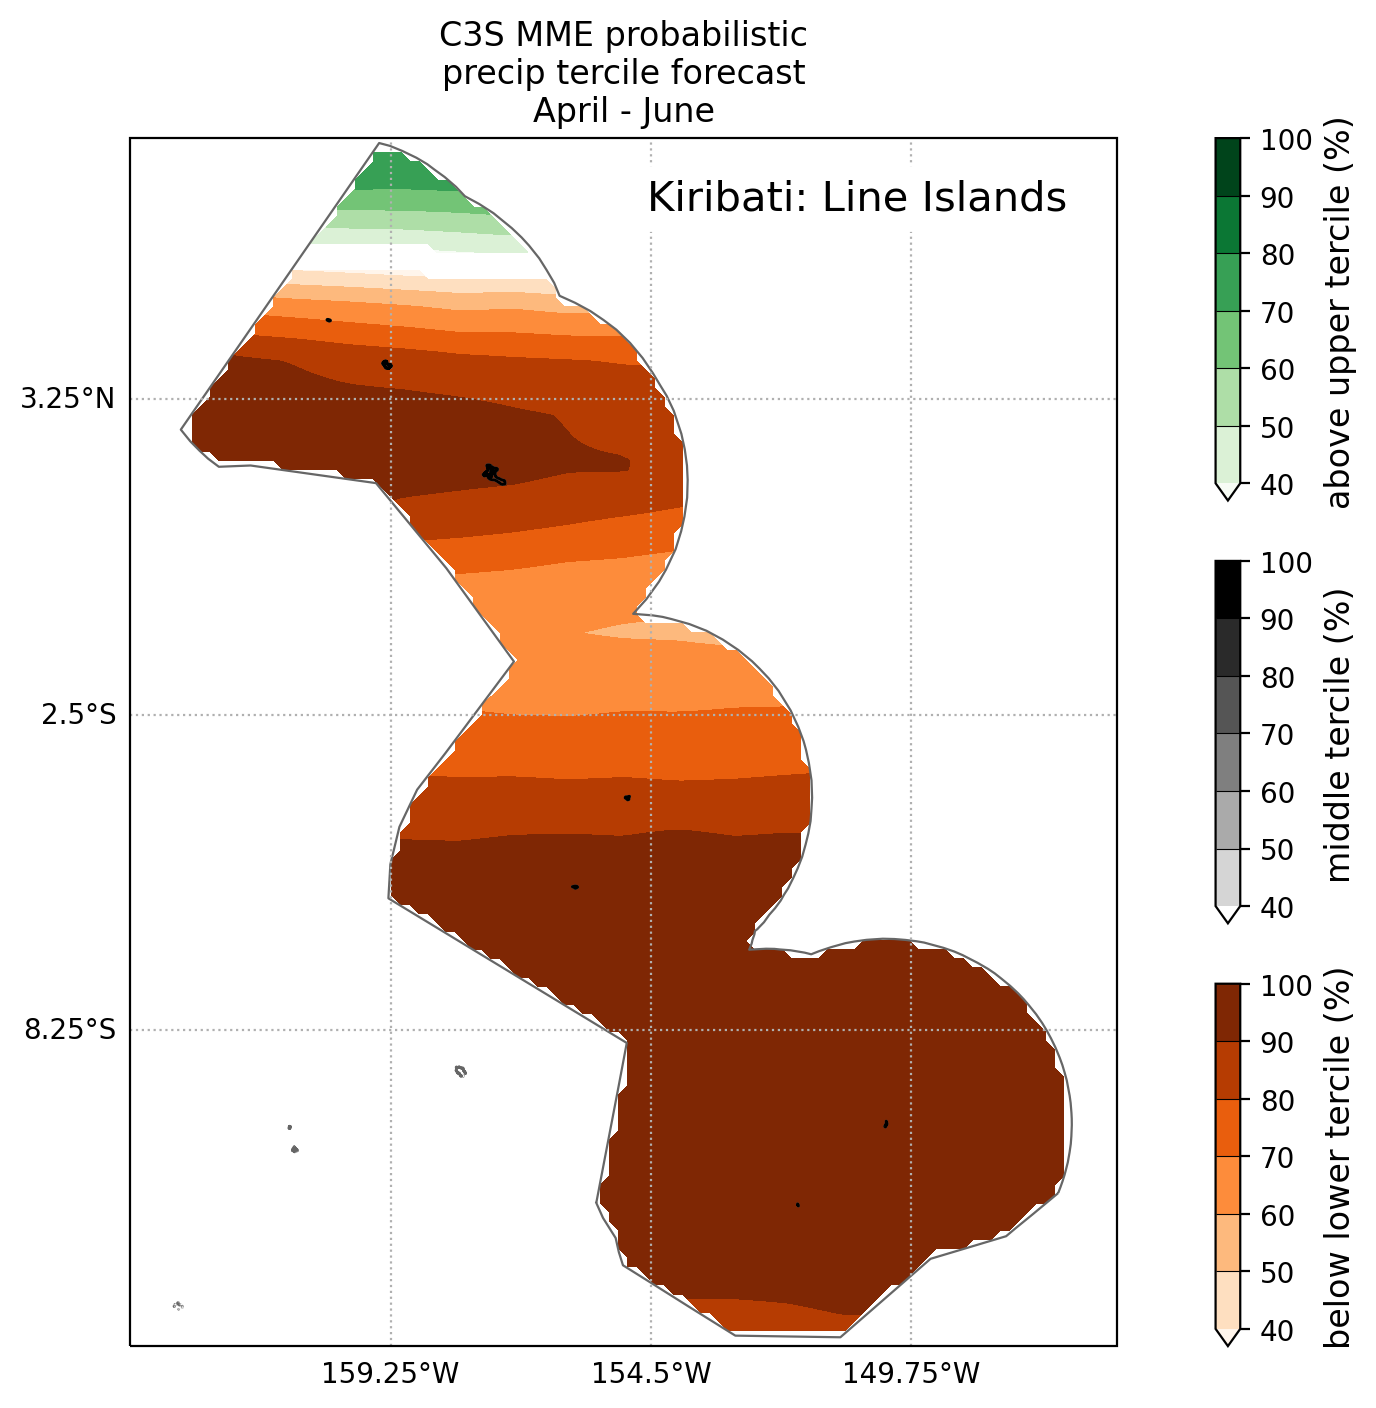 C3S MME probabilistic
precip tercile forecast
April - June
Kiribati: Line Islands
3.25°N
2.5°S
8.25°S
159.25°W
154.5°W
149.75°W
100
90
80
70
60
50
40
above upper tercile (%)
100
90
80
70
60
50
40
middle tercile (%)
100
90
80
70
60
50
40
below lower tercile (%)